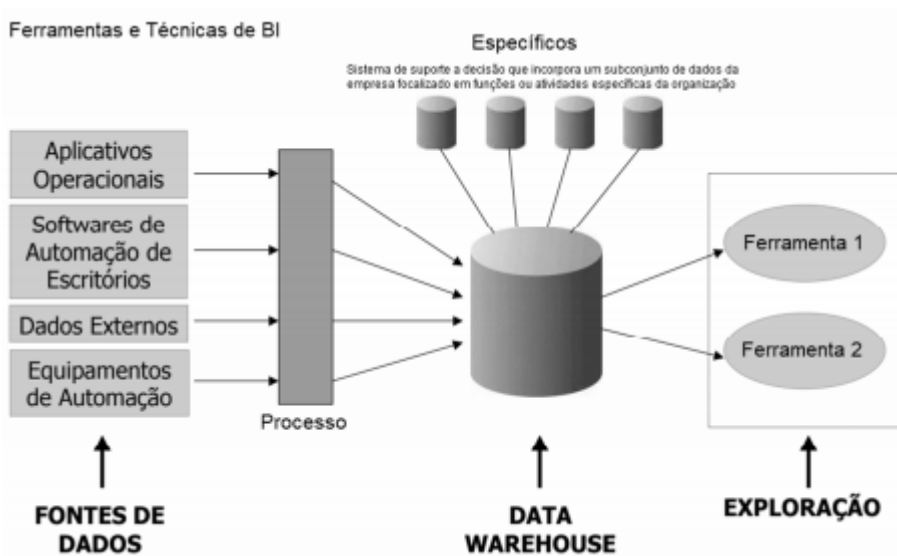 Ferramentas e Técnicas de BI
Específicos
Sistema de suporte a decisão que incorpora um subconjunto de dados da
empresa focalizado em funções ou atividades específicas da organização
Aplicativos
Operacionais
Softwares de
Automação de
Escritórios
Dados Externos
Equipamentos
de Automação
Processo
Ferramenta 1
Ferramenta 2
FONTES DE
DADOS
DATA
WAREHOUSE
EXPLORAÇÃO